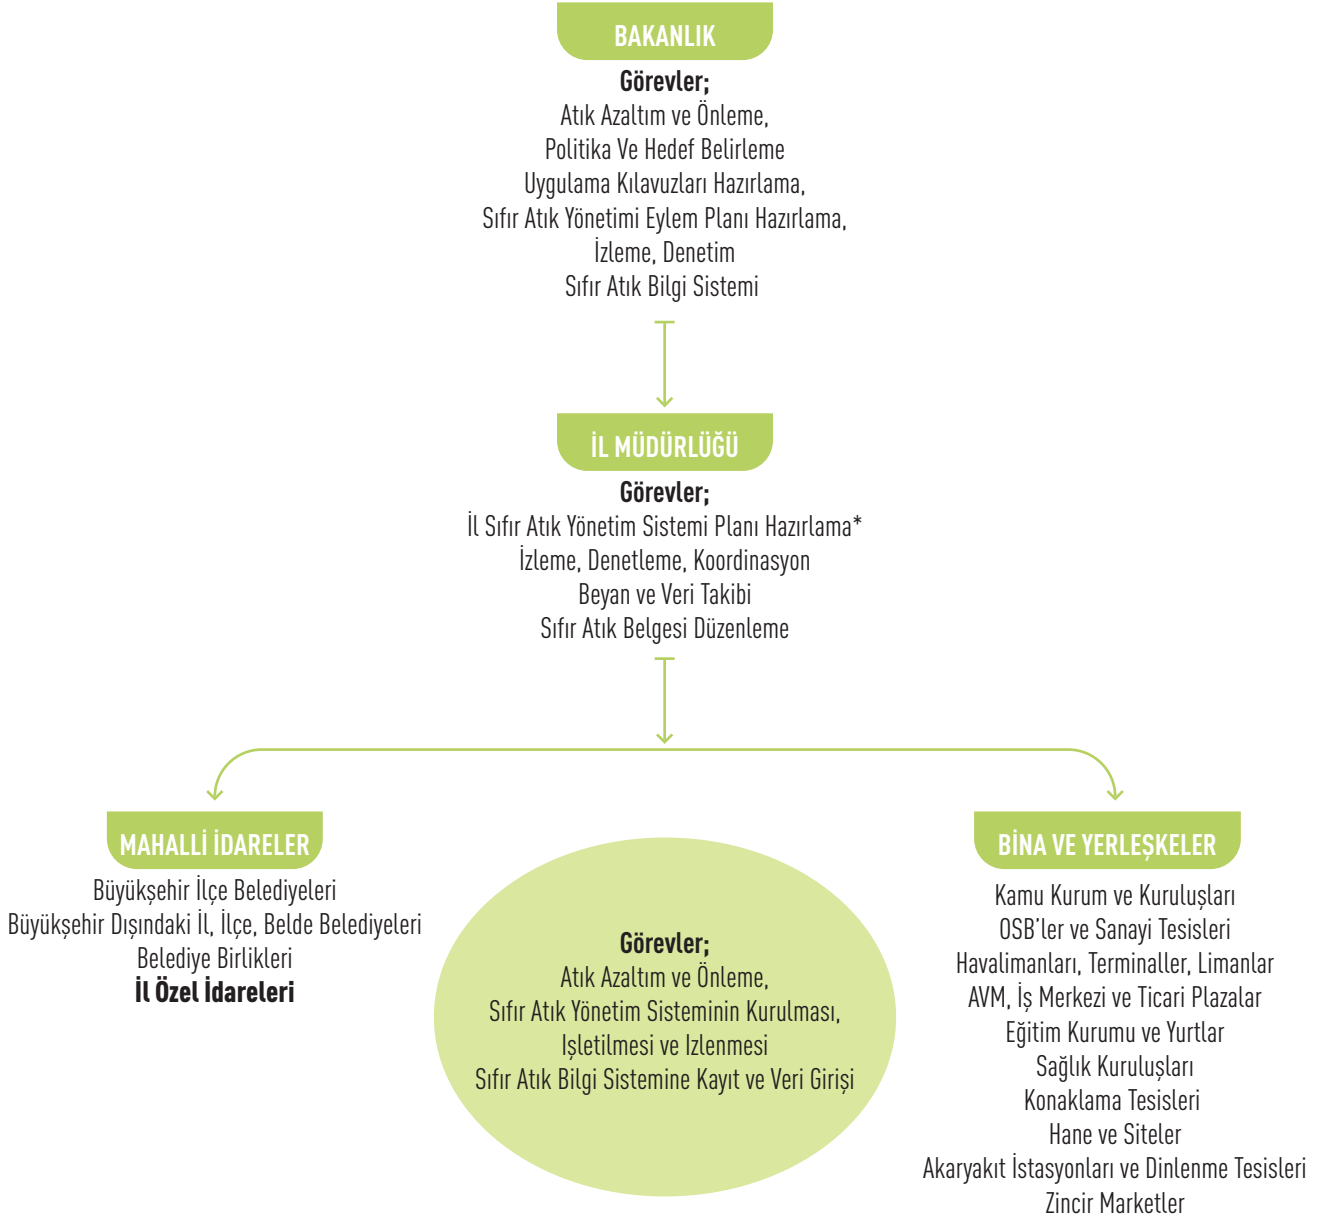 BAKANLIK
Görevler;
Atık Azaltım ve Önleme,
Politika Ve Hedef Belirleme
Uygulama Kılavuzları Hazırlama,
Sıfır Atık Yönetimi Eylem Planı Hazırlama,
İzleme, Denetim
Sıfır Atık Bilgi Sistemi
İL MÜDÜRLÜĞÜ
Görevler;
İl Sıfır Atık Yönetim Sistemi Planı Hazırlama*
İzleme, Denetleme, Koordinasyon
Beyan ve Veri Takibi
Sıfır Atık Belgesi Düzenleme
MAHALLİ İDARELER
Büyükşehir İlçe Belediyeleri
Büyükşehir Dışındaki İl, İlçe, Belde Belediyeleri
Belediye Birlikleri
İl Özel İdareleri
Görevler;
Atık Azaltım ve Önleme,
Sıfır Atık Yönetim Sisteminin Kurulması,
Işletilmesi ve Izlenmesi
Sıfır Atık Bilgi Sistemine Kayıt ve Veri Girişi
BİNA VE YERLEŞKELER
Kamu Kurum ve Kuruluşları
OSB'ler ve Sanayi Tesisleri
Havalimanları, Terminaller, Limanlar
AVM, İş Merkezi ve Ticari Plazalar
Eğitim Kurumu ve Yurtlar
Sağlık Kuruluşları
Konaklama Tesisleri
Hane ve Siteler
Akaryakıt İstasyonları ve Dinlenme Tesisleri
Zincir Marketler